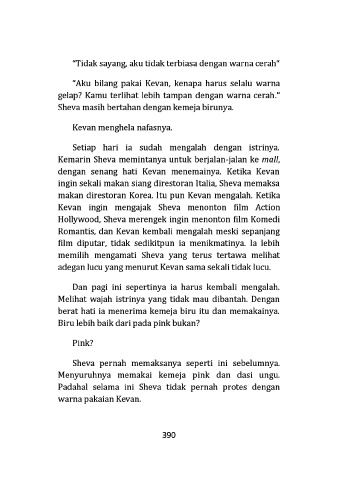 "Tidak sayang, aku tidak terbiasa dengan warna cerah"
"Aku bilang pakai Kevan, kenapa harus selalu warna
gelap? Kamu terlihat lebih tampan dengan warna cerah."
Sheva masih bertahan dengan kemeja birunya.
Kevan menghela nafasnya.
Setiap hari ia sudah mengalah dengan istrinya.
Kemarin Sheva memintanya untuk berjalan-jalan ke mall,
dengan senang hati Kevan menemainya. Ketika Kevan
ingin sekali makan siang direstoran Italia, Sheva memaksa
makan direstoran Korea. Itu pun Kevan mengalah. Ketika
Kevan ingin mengajak Sheva menonton film Action
Hollywood, Sheva merengek ingin menonton film Komedi
Romantis, dan Kevan kembali mengalah meski sepanjang
film diputar, tidak sedikitpun ia menikmatinya. Ia lebih
memilih mengamati Sheva yang terus tertawa melihat
adegan lucu yang menurut Kevan sama sekali tidak lucu.
Dan pagi ini sepertinya ia harus kembali mengalah.
Melihat wajah istrinya yang tidak mau dibantah. Dengan
berat hati ia menerima kemeja biru itu dan memakainya.
Biru lebih baik dari pada pink bukan?
Pink?
Sheva pernah memaksanya seperti ini sebelumnya.
Menyuruhnya memakai kemeja pink dan dasi ungu.
Padahal selama ini Sheva tidak pernah protes dengan
warna pakaian Kevan.
390